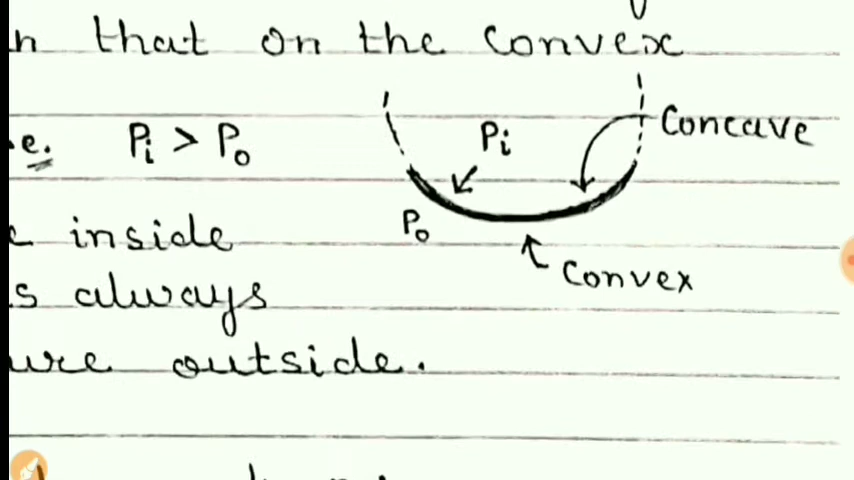 that on the convex
Concave
Pi > Po
Pi
inside
Po
Convex
always
outside.